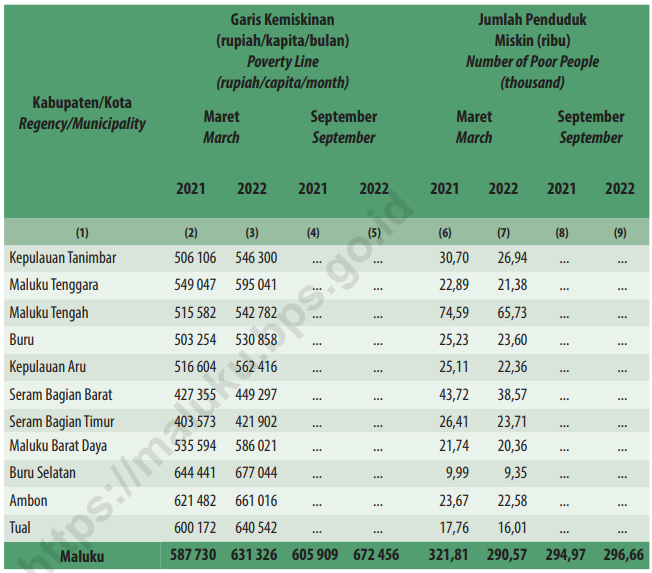 Kabupaten/Kota
Regency/Municipality
Garis Kemiskinan
(rupiah/kapita/bulan)
Poverty Line
(rupiah/capita/month)
Jumlah Penduduk
Miskin (ribu)
Number of Poor People
(thousand)
Maret September Maret September
March September March September
2021 2022 2021 2022 2021 2022 2021 2022
(1) (2) (3) (4) (5) (6) (7) (8) (9)
Kepulauan Tanimbar 506 106 546 300 ... ... 30,70 26,94 ... ...
Maluku Tenggara 549 047 595 041 ... ... 22,89 21,38 ... ...
Maluku Tengah 515 582 542 782 ... ... 74,59 65,73 ... ...
Buru 503 254 530 858 ... ... 25,23 23,60 ... ...
Kepulauan Aru 516 604 562 416 ... ... 25,11 22,36 ... ...
Seram Bagian Barat 427 355 449 297 ... ... 43,72 38,57 ... ...
Seram Bagian Timur 403 573 421 902 ... ... 26,41 23,71 ... ...
Maluku Barat Daya 535 594 586 021 ... ... 21,74 20,36 ... ...
Buru Selatan 644 441 677 044 ... ... 9,99 9,35 ... ...
Ambon 621 482 661 016 ... ... 23,67 22,58 ... ...
Tual 600 172 640 542 ... ... 17,76 16,01 ... ...
Maluku 587 730 631 326 605 909 672 456 321,81 290,57 294,97 296,66
https://maluku.bps.go.id